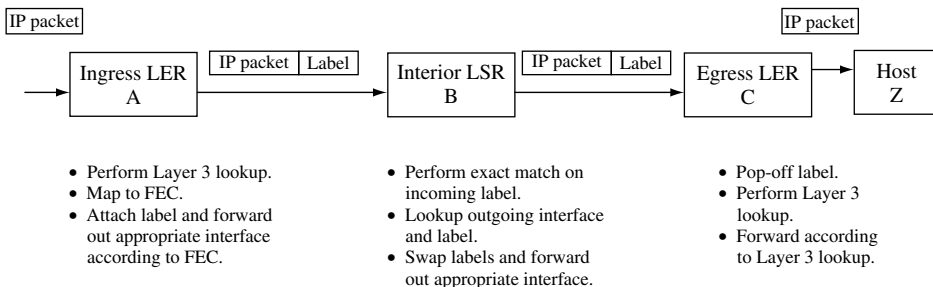 IP packet
IP packet
IP packet Label
IP packet Label
Ingress LER
A
Interior LSR
B
Egress LER
C
Host
Z
• Perform Layer 3 lookup.
• Map to FEC.
• Attach label and forward
out appropriate interface
according to FEC.
• Perform exact match on
incoming label.
• Lookup outgoing interface
and label.
• Swap labels and forward
out appropriate interface.
• Pop-off label.
• Perform Layer 3
lookup.
• Forward according
to Layer 3 lookup.